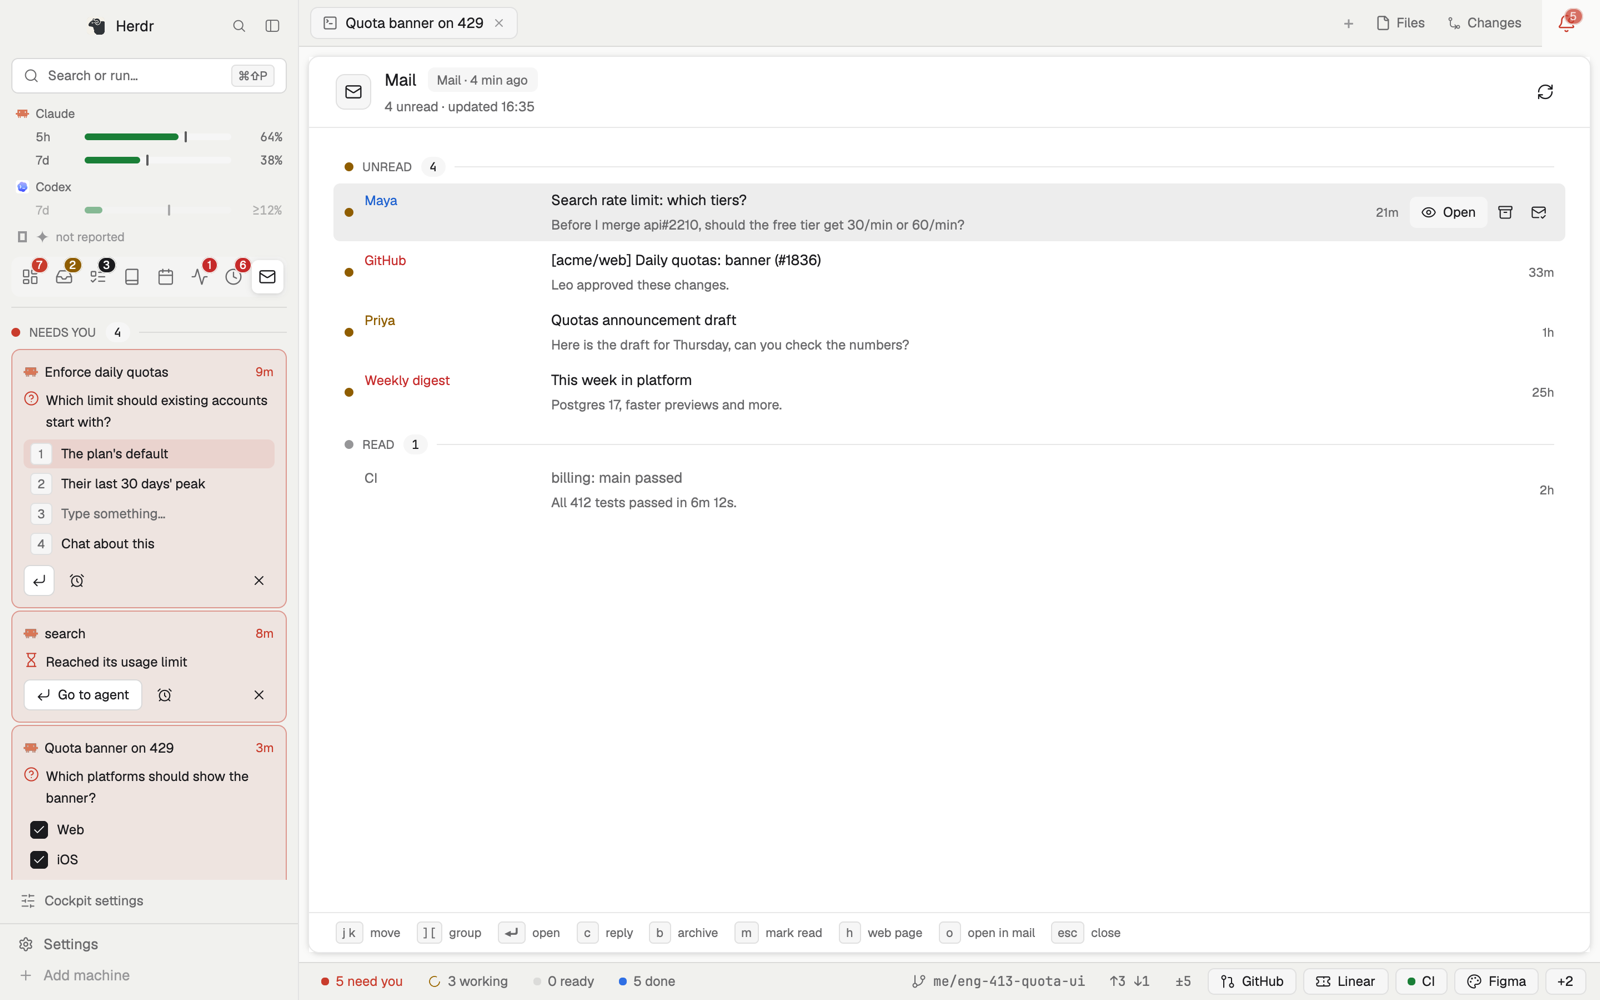 Herdr
Search or run... ⌘⇧P
Claude
5h 64%
7d 38%
Codex
7d ≥12%
not reported
7 2 3 1 6
NEEDS YOU 4
Enforce daily quotas 9m
Which limit should existing accounts
start with?
1 The plan's default
2 Their last 30 days' peak
3 Type something...
4 Chat about this
search 8m
Reached its usage limit
Go to agent
Quota banner on 429 3m
Which platforms should show the
banner?
Web
iOS
Cockpit settings
Settings
Add machine
Quota banner on 429
Files Changes 5
Mail Mail · 4 min ago
4 unread · updated 16:35
UNREAD 4
Maya Search rate limit: which tiers?
Before I merge api#2210, should the free tier get 30/min or 60/min?
21m Open
GitHub [acme/web] Daily quotas: banner (#1836)
Leo approved these changes.
33m
Priya Quotas announcement draft
Here is the draft for Thursday, can you check the numbers?
1h
Weekly digest This week in platform
Postgres 17, faster previews and more.
25h
READ 1
CI billing: main passed
All 412 tests passed in 6m 12s.
2h
j k move ] [ group ↵ open c reply b archive m mark read h web page o open in mail esc close
5 need you 3 working 0 ready 5 done
me/eng-413-quota-ui ↑3 ↓1 ±5 GitHub Linear CI Figma +2